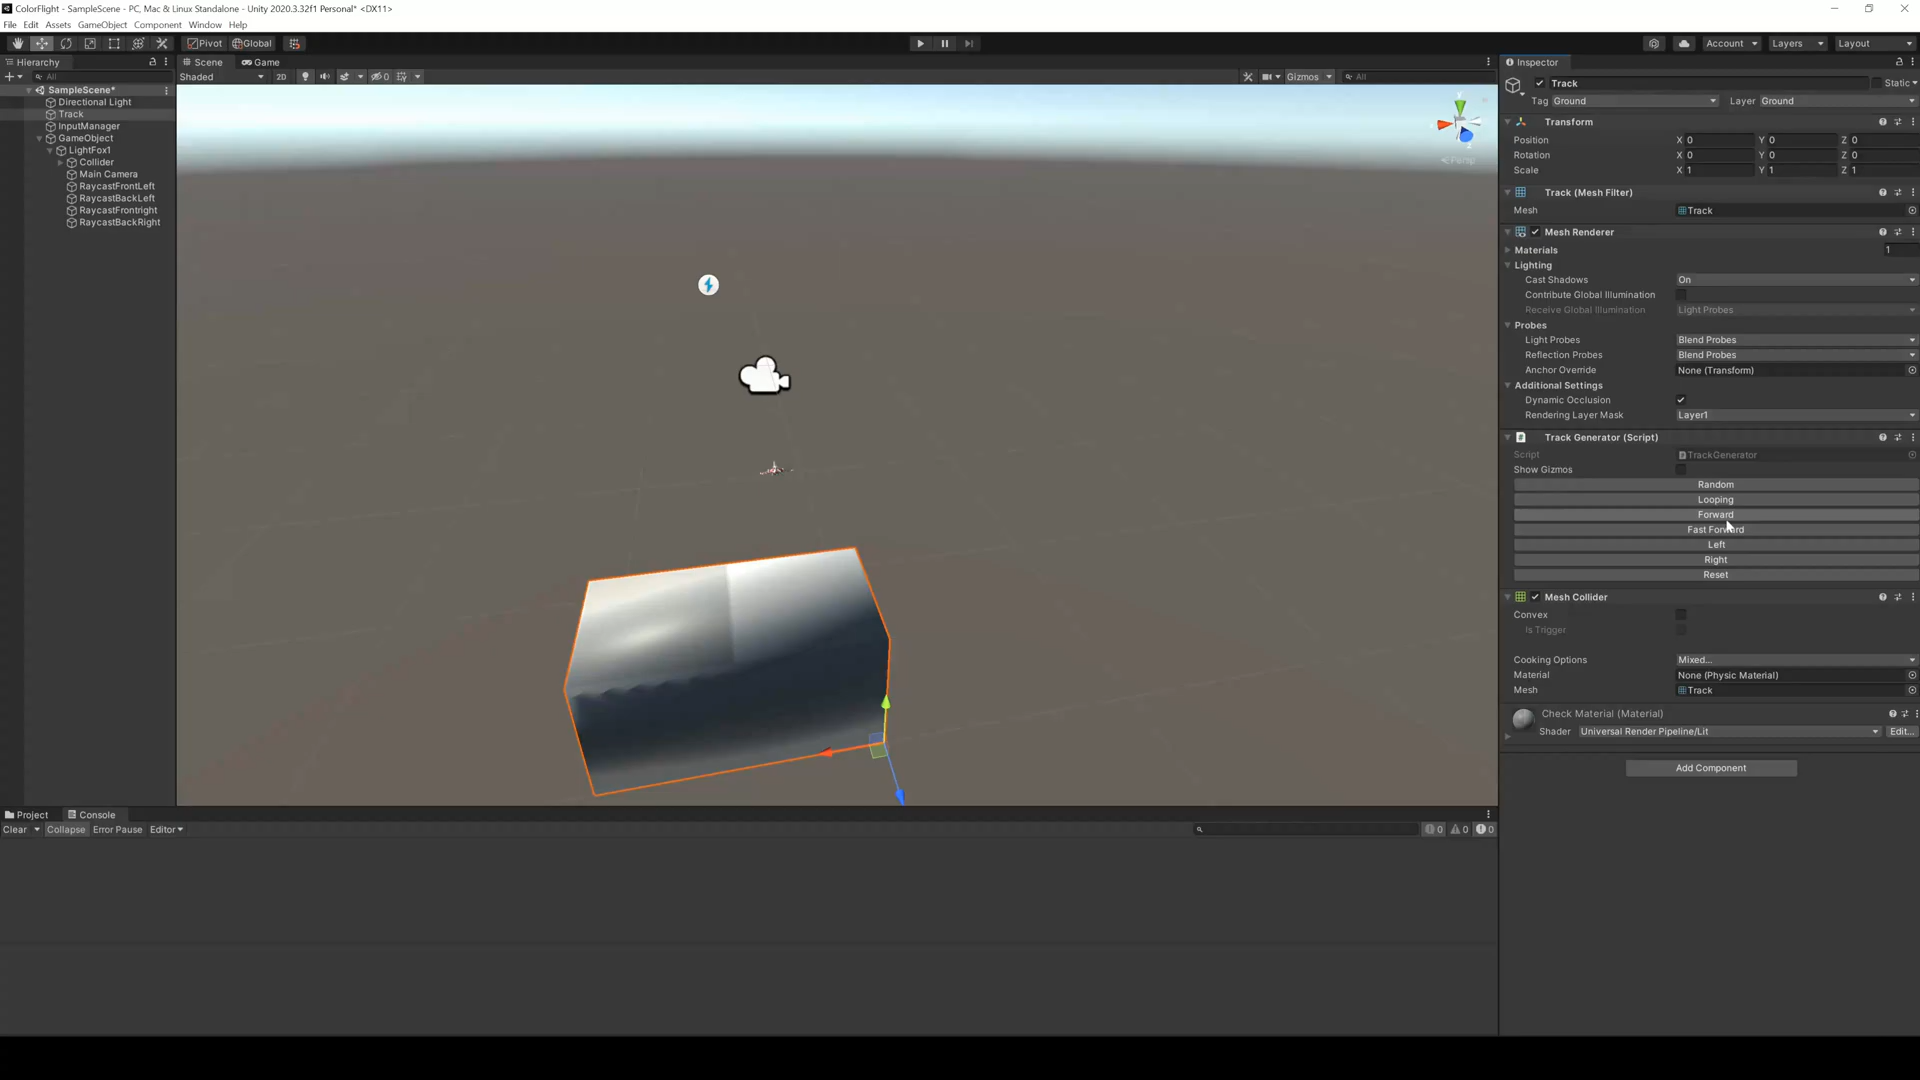 ColorFlight - SampleScene - PC, Mac & Linux Standalone - Unity 2020.3.32f1 Personal* <DX11>
File Edit Assets GameObject Component Window Help
Pivot Global Account Layers Layout
Hierarchy
All
SampleScene*
Directional Light
Track
InputManager
GameObject
LightFox1
Collider
Main Camera
RaycastFrontLeft
RaycastBackLeft
RaycastFrontright
RaycastBackRight
Scene Game
Shaded 2D 0 Gizmos All
Persp
Inspector
Track Static
Tag Ground Layer Ground
Transform
Position X 0 Y 0 Z 0
Rotation X 0 Y 0 Z 0
Scale X 1 Y 1 Z 1
Track (Mesh Filter)
Mesh Track
Mesh Renderer
Materials 1
Lighting
Cast Shadows On
Contribute Global Illumination
Receive Global Illumination Light Probes
Probes
Light Probes Blend Probes
Reflection Probes Blend Probes
Anchor Override None (Transform)
Additional Settings
Dynamic Occlusion
Rendering Layer Mask Layer1
Track Generator (Script)
Script TrackGenerator
Show Gizmos
Random
Looping
Forward
Fast Forward
Left
Right
Reset
Mesh Collider
Convex
Is Trigger
Cooking Options Mixed...
Material None (Physic Material)
Mesh Track
Check Material (Material)
Shader Universal Render Pipeline/Lit Edit...
Add Component
Project Console
Clear Collapse Error Pause Editor 0 0 0